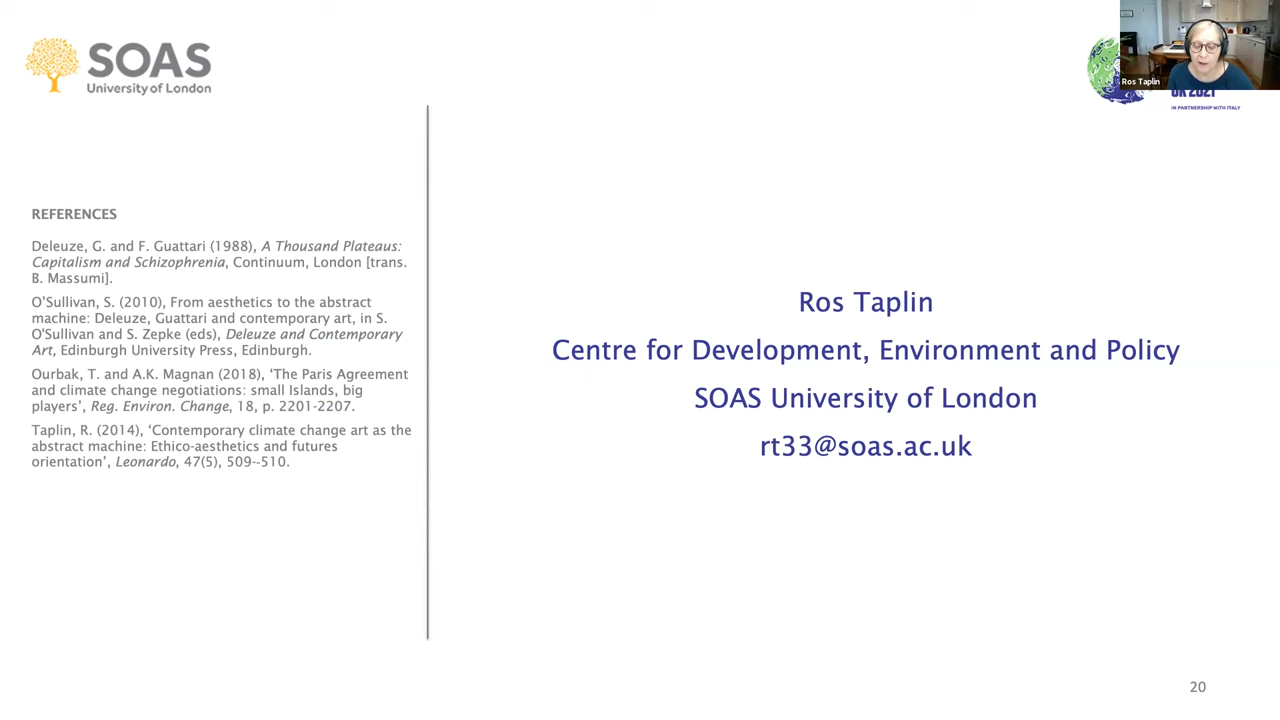 SOAS
University of London
Ros Taplin
UK 2021
IN PARTNERSHIP WITH ITALY
REFERENCES
Deleuze, G. and F. Guattari (1988), A Thousand Plateaus:
Capitalism and Schizophrenia, Continuum, London [trans.
B. Massumi].
O’Sullivan, S. (2010), From aesthetics to the abstract
machine: Deleuze, Guattari and contemporary art, in S.
O'Sullivan and S. Zepke (eds), Deleuze and Contemporary
Art, Edinburgh University Press, Edinburgh.
Ourbak, T. and A.K. Magnan (2018), ‘The Paris Agreement
and climate change negotiations: small Islands, big
players’, Reg. Environ. Change, 18, p. 2201-2207.
Taplin, R. (2014), ‘Contemporary climate change art as the
abstract machine: Ethico-aesthetics and futures
orientation’, Leonardo, 47(5), 509--510.
Ros Taplin
Centre for Development, Environment and Policy
SOAS University of London
rt33@soas.ac.uk
20